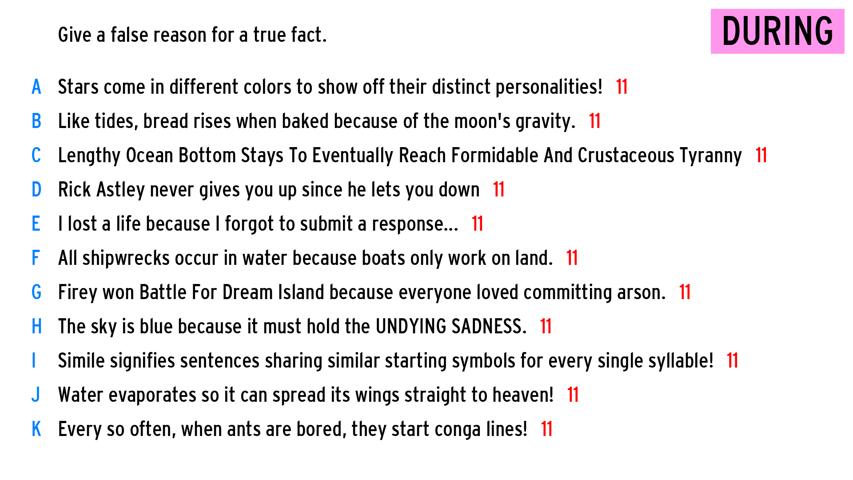 Give a false reason for a true fact.
DURING
A Stars come in different colors to show off their distinct personalities! 11
B Like tides, bread rises when baked because of the moon's gravity. 11
C Lengthy Ocean Bottom Stays To Eventually Reach Formidable And Crustaceous Tyranny 11
D Rick Astley never gives you up since he lets you down 11
E I lost a life because I forgot to submit a response... 11
F All shipwrecks occur in water because boats only work on land. 11
G Firey won Battle For Dream Island because everyone loved committing arson. 11
H The sky is blue because it must hold the UNDYING SADNESS. 11
I Simile signifies sentences sharing similar starting symbols for every single syllable! 11
J Water evaporates so it can spread its wings straight to heaven! 11
K Every so often, when ants are bored, they start conga lines! 11